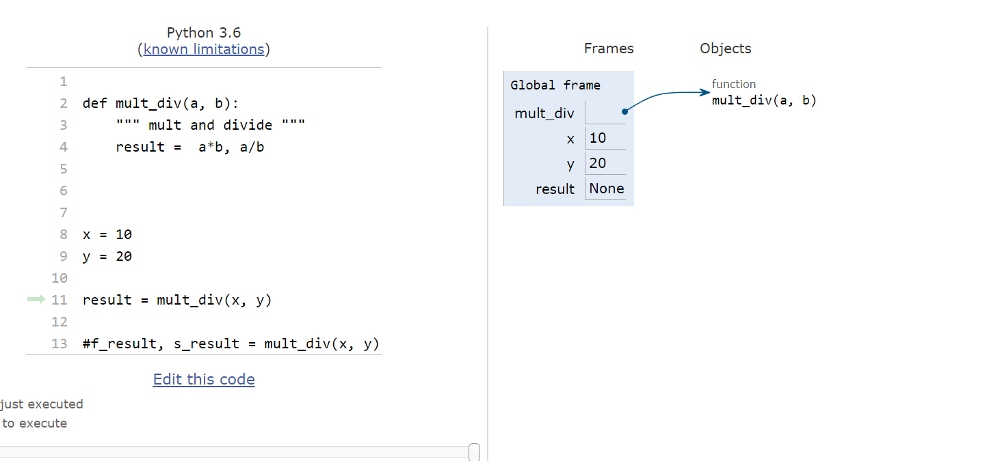 Python 3.6
(known limitations)
1
2 def mult_div(a, b):
3     """ mult and divide """
4     result =  a*b, a/b
5
6
7
8 x = 10
9 y = 20
10
11 result = mult_div(x, y)
12
13 #f_result, s_result = mult_div(x, y)
Edit this code
just executed
to execute
Frames
Objects
Global frame
mult_div
x 10
y 20
result None
function
mult_div(a, b)